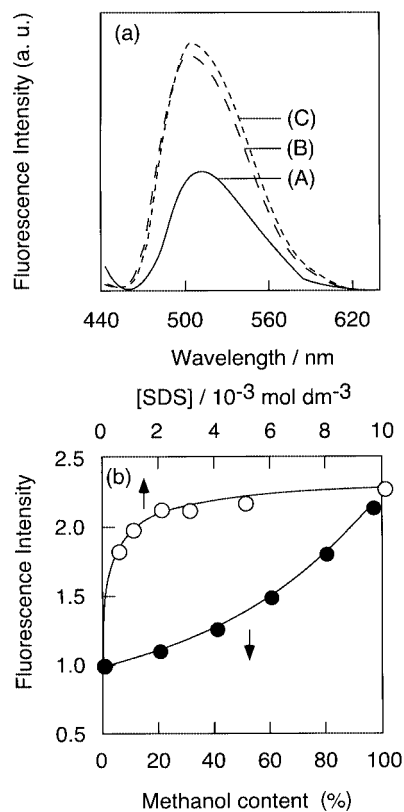 (a)
Fluorescence Intensity (a. u.)
(C)
(B)
(A)
440 500 560 620
Wavelength / nm
[SDS] / 10-3 mol dm-3
0 2 4 6 8 10
(b)
Fluorescence Intensity
2.5
2.0
1.5
1.0
0.5
0 20 40 60 80 100
Methanol content (%)